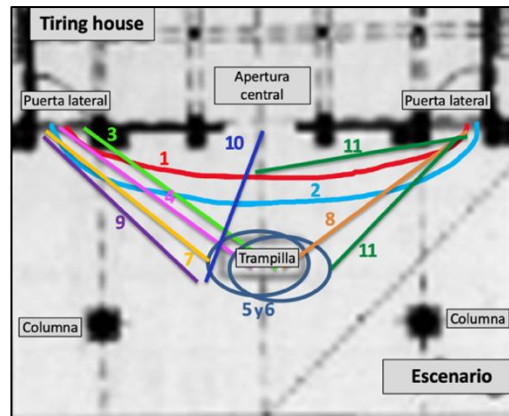 Tiring house
Apertura
central
Puerta lateral
Puerta lateral
3
10
11
1
2
4
8
9
7
11
Trampilla
5 y 6
Columna
Columna
Escenario